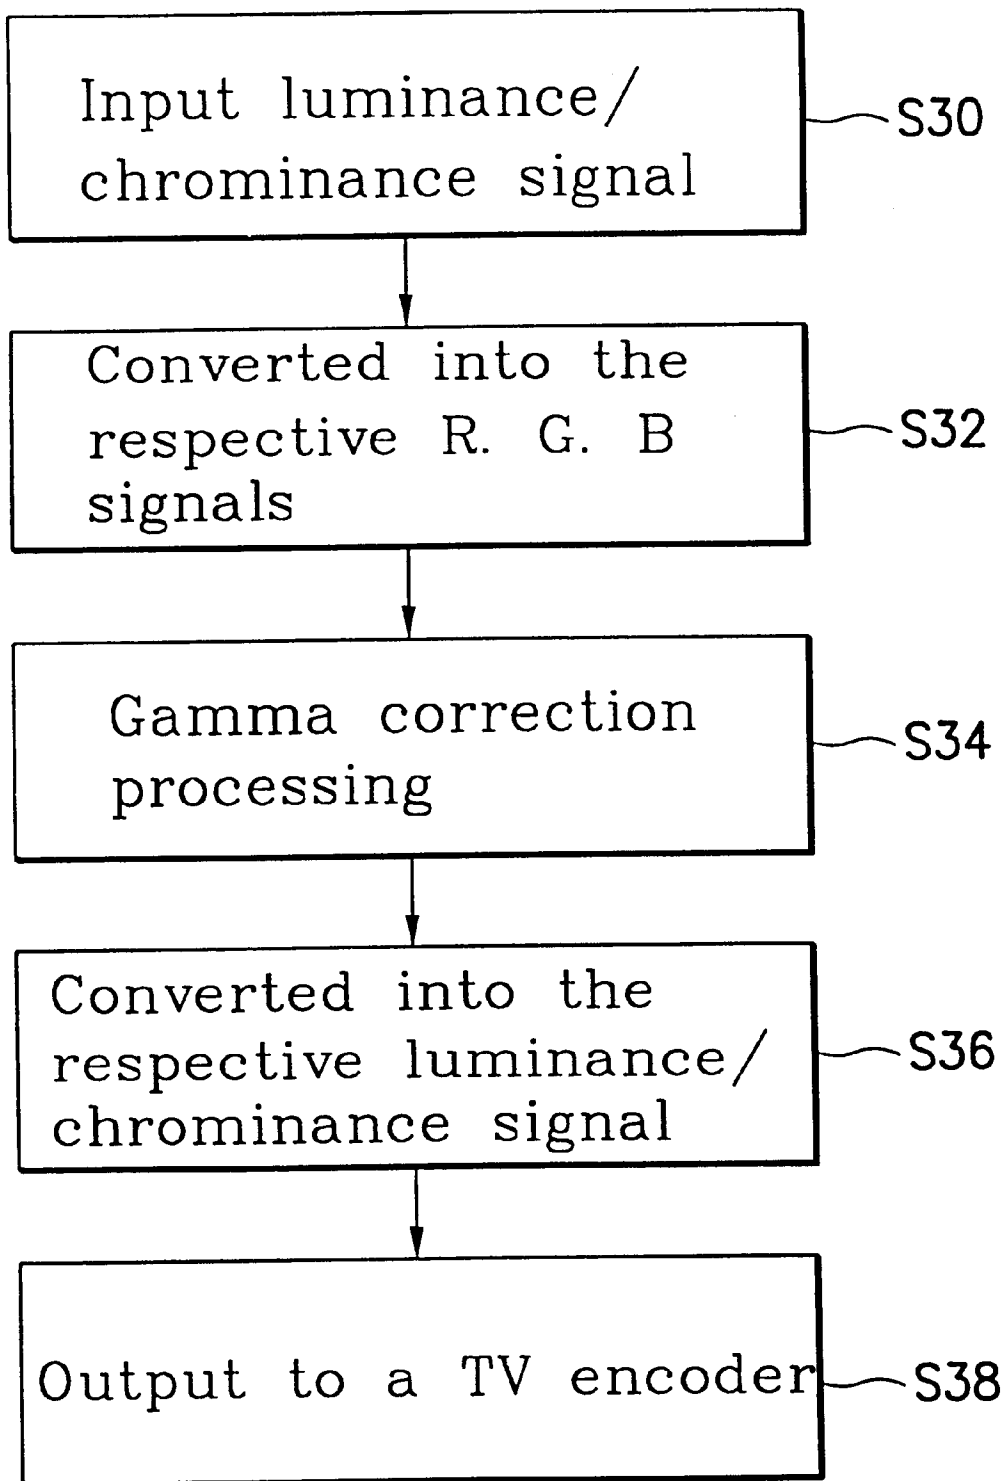 Input luminance/
chrominance signal
S30
Converted into the
respective R. G. B
signals
S32
Gamma correction
processing
S34
Converted into the
respective luminance/
chrominance signal
S36
Output to a TV encoder
S38